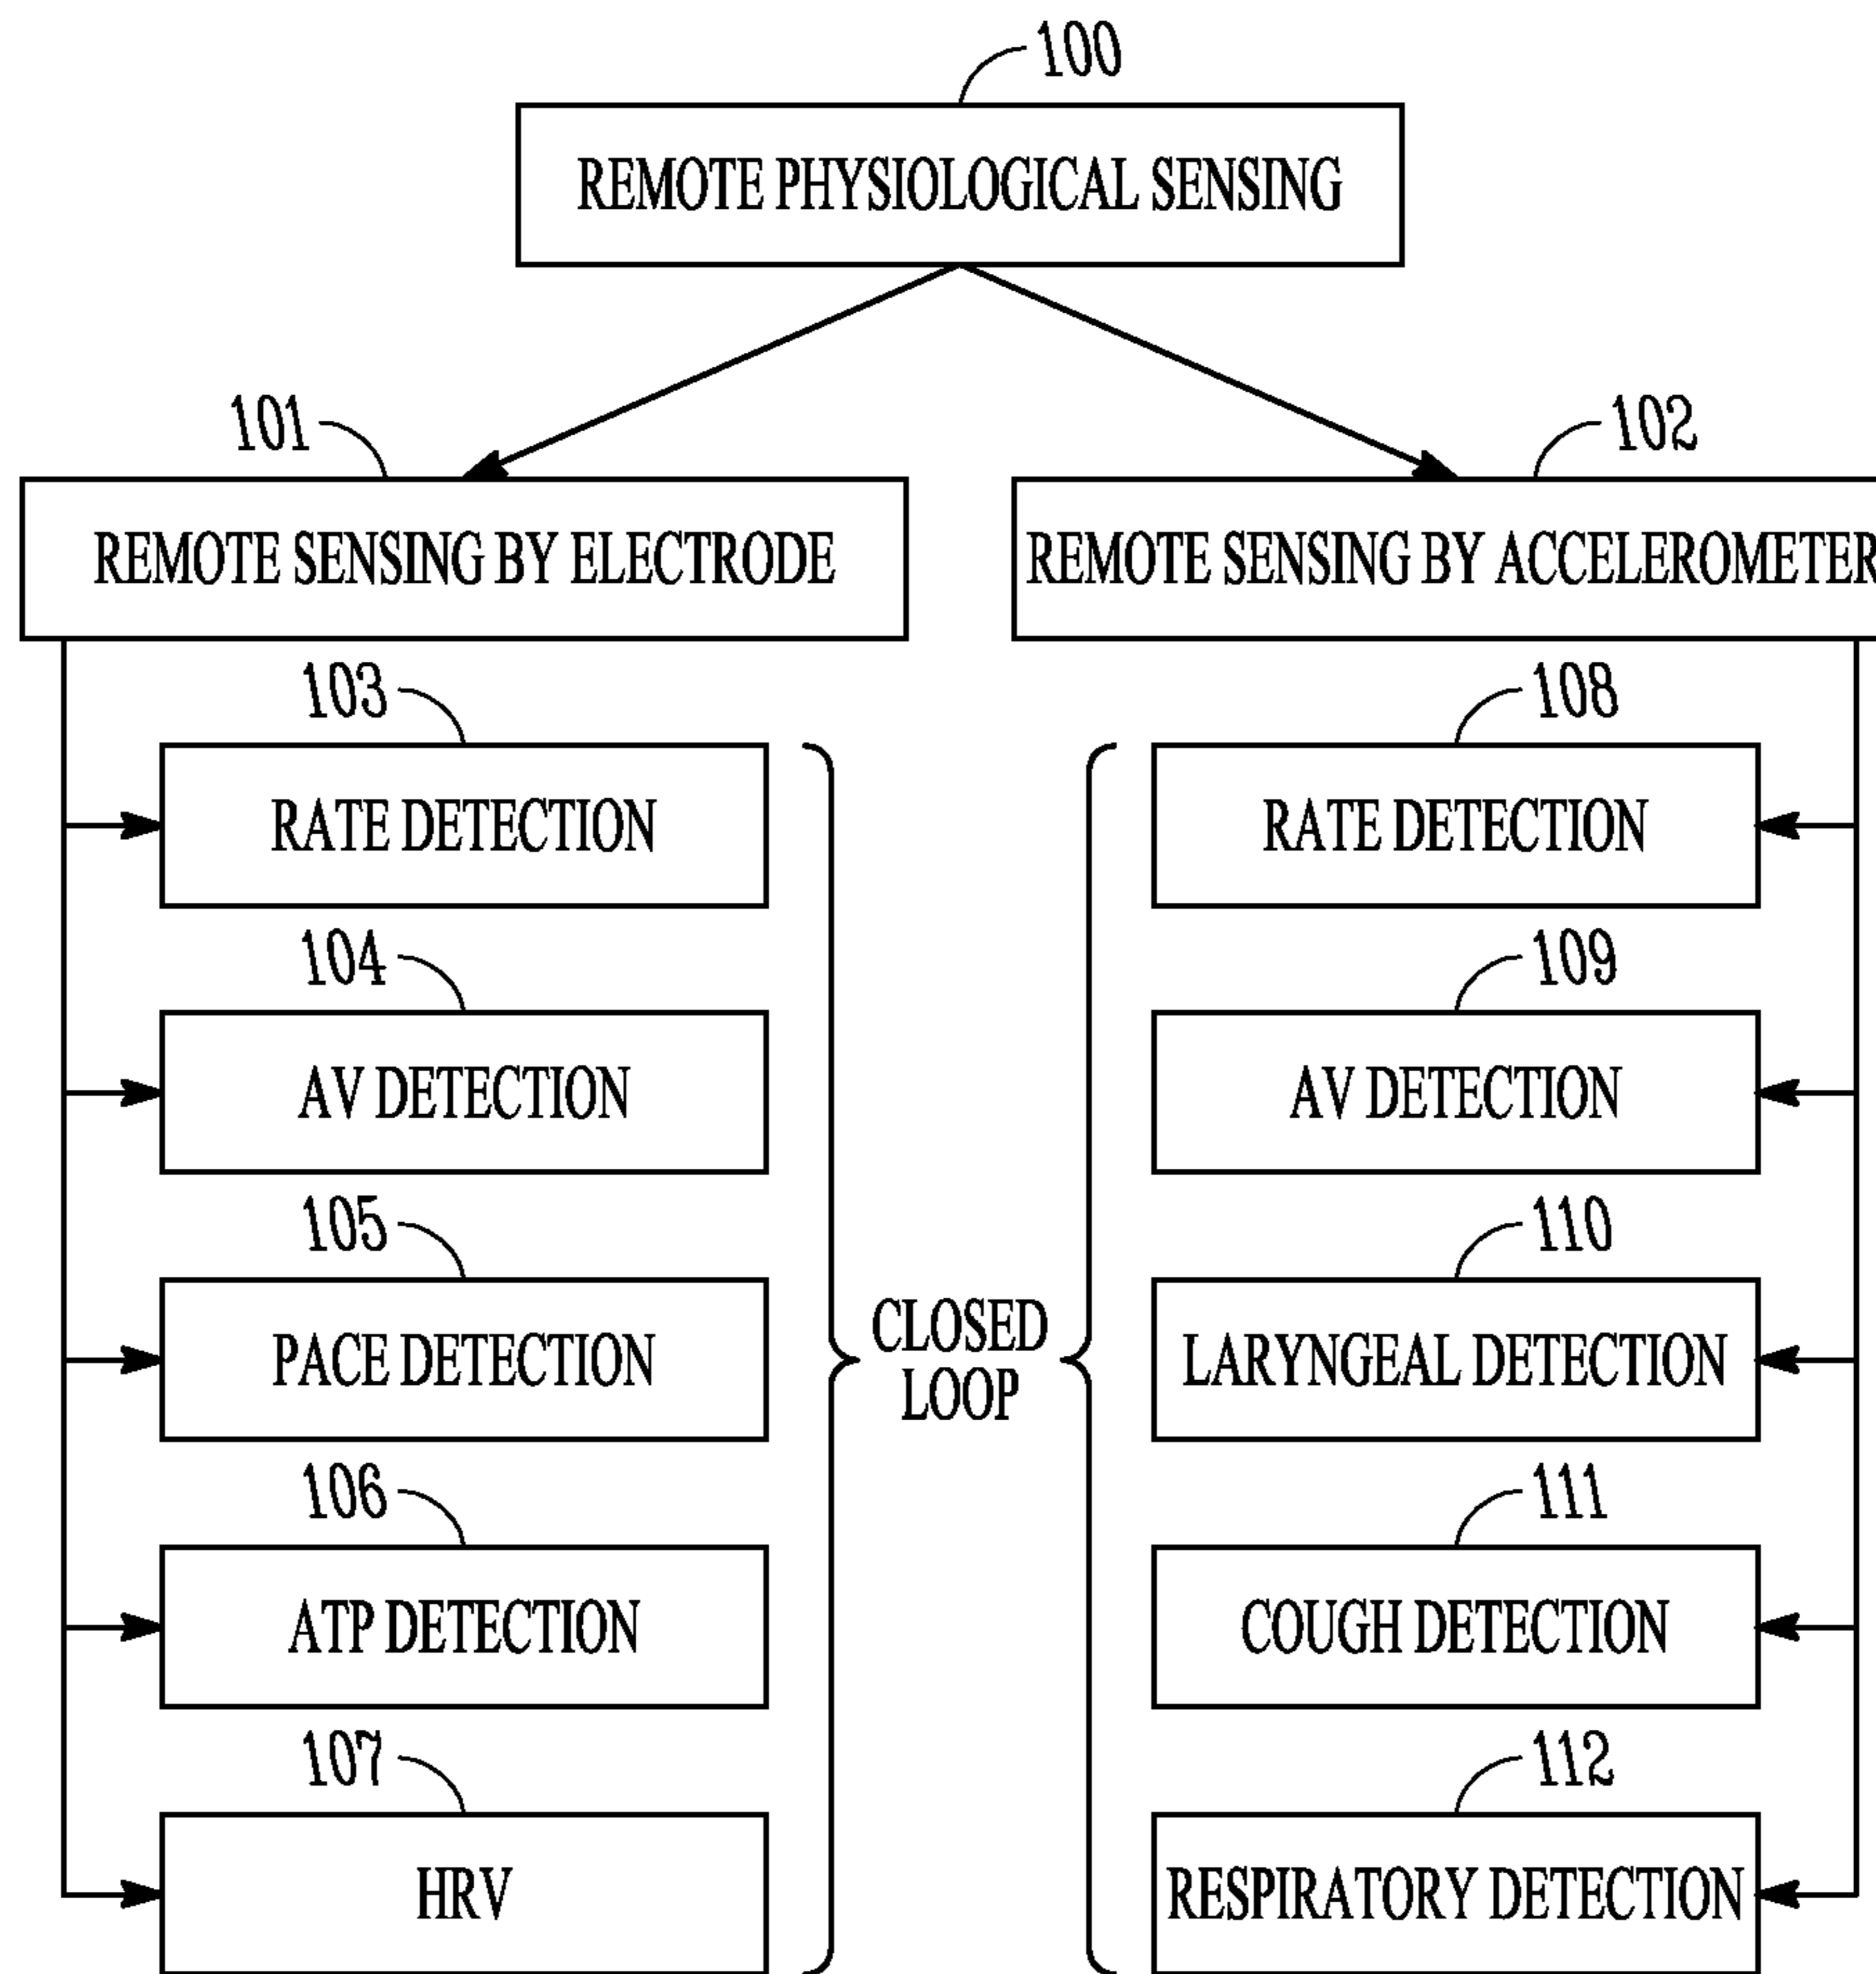 100
REMOTE PHYSIOLOGICAL SENSING
101
REMOTE SENSING BY ELECTRODE
102
REMOTE SENSING BY ACCELEROMETER
103
RATE DETECTION
104
AV DETECTION
105
PACE DETECTION
106
ATP DETECTION
107
HRV
CLOSED
LOOP
108
RATE DETECTION
109
AV DETECTION
110
LARYNGEAL DETECTION
111
COUGH DETECTION
112
RESPIRATORY DETECTION